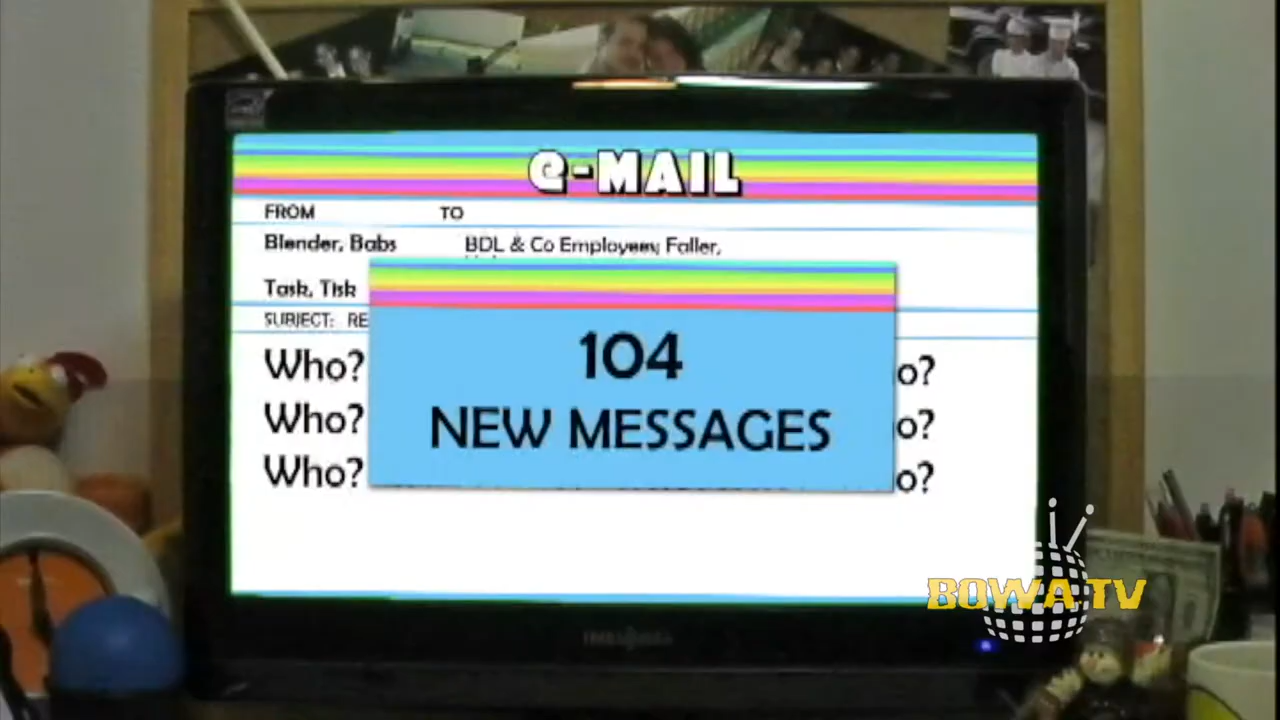 e-MAIL
FROM TO
Blender, Babs BDL & Co Employees; Faller,
Task, Tisk
SUBJECT: RE
104
NEW MESSAGES
Who? o?
Who? o?
Who? o?
BOWA TV